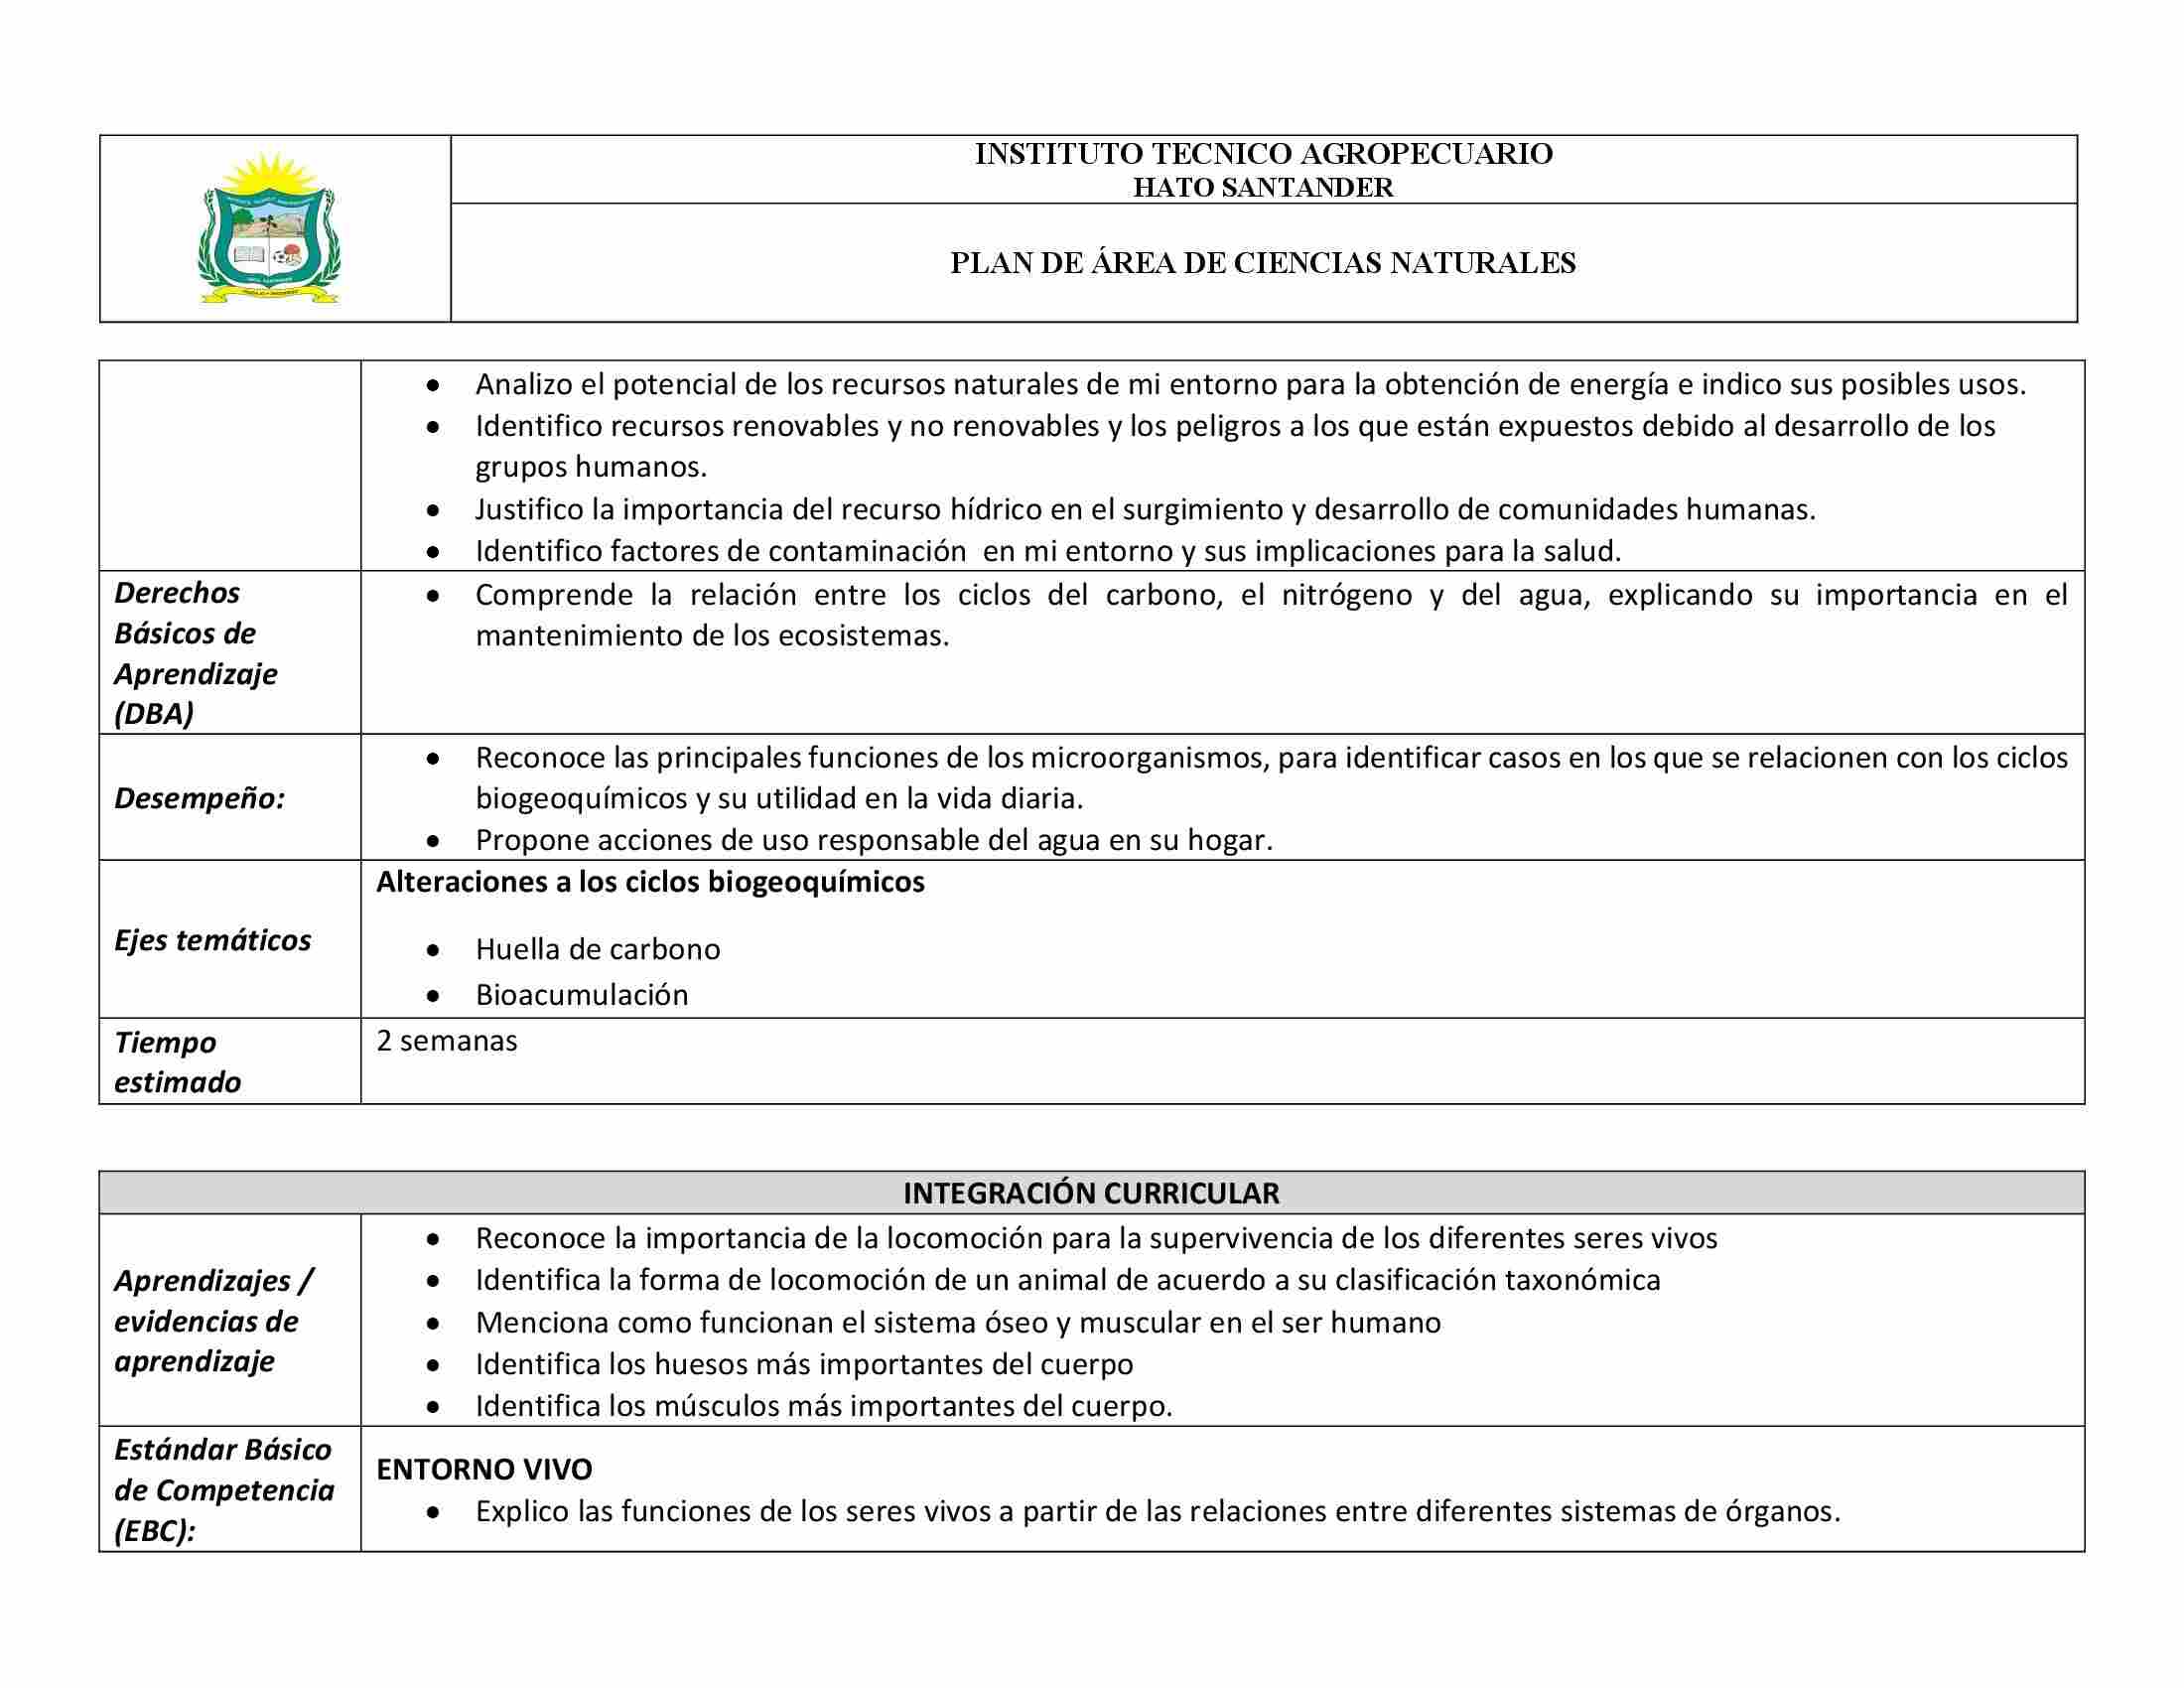 INSTITUTO TECNICO AGROPECUARIO
HATO SANTANDER
PLAN DE ÁREA DE CIENCIAS NATURALES
• Analizo el potencial de los recursos naturales de mi entorno para la obtención de energía e indico sus posibles usos.
• Identifico recursos renovables y no renovables y los peligros a los que están expuestos debido al desarrollo de los
grupos humanos.
• Justifico la importancia del recurso hídrico en el surgimiento y desarrollo de comunidades humanas.
• Identifico factores de contaminación  en mi entorno y sus implicaciones para la salud.
Derechos
Básicos de
Aprendizaje
(DBA)
• Comprende la relación entre los ciclos del carbono, el nitrógeno y del agua, explicando su importancia en el
mantenimiento de los ecosistemas.
Desempeño:
• Reconoce las principales funciones de los microorganismos, para identificar casos en los que se relacionen con los ciclos
biogeoquímicos y su utilidad en la vida diaria.
• Propone acciones de uso responsable del agua en su hogar.
Ejes temáticos
Alteraciones a los ciclos biogeoquímicos
• Huella de carbono
• Bioacumulación
Tiempo
estimado
2 semanas
INTEGRACIÓN CURRICULAR
Aprendizajes /
evidencias de
aprendizaje
• Reconoce la importancia de la locomoción para la supervivencia de los diferentes seres vivos
• Identifica la forma de locomoción de un animal de acuerdo a su clasificación taxonómica
• Menciona como funcionan el sistema óseo y muscular en el ser humano
• Identifica los huesos más importantes del cuerpo
• Identifica los músculos más importantes del cuerpo.
Estándar Básico
de Competencia
(EBC):
ENTORNO VIVO
• Explico las funciones de los seres vivos a partir de las relaciones entre diferentes sistemas de órganos.